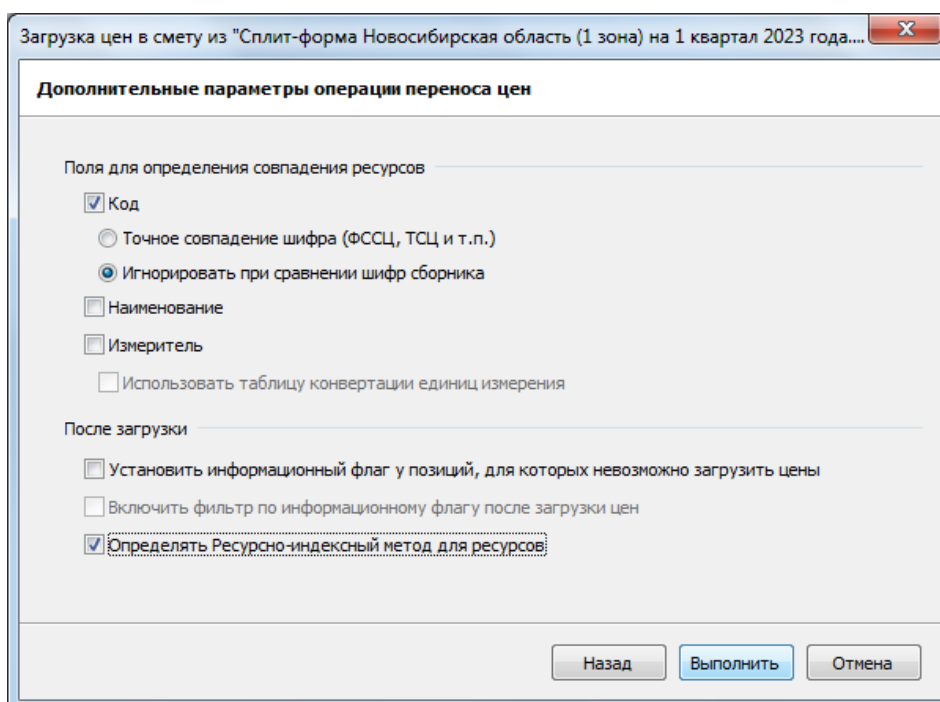 Загрузка цен в смету из "Сплит-форма Новосибирская область (1 зона) на 1 квартал 2023 года....
Дополнительные параметры операции переноса цен
Поля для определения совпадения ресурсов
Код
Точное совпадение шифра (ФССЦ, ТСЦ и т.п.)
Игнорировать при сравнении шифр сборника
Наименование
Измеритель
Использовать таблицу конвертации единиц измерения
После загрузки
Установить информационный флаг у позиций, для которых невозможно загрузить цены
Включить фильтр по информационному флагу после загрузки цен
Определять Ресурсно-индексный метод для ресурсов
Назад Выполнить Отмена